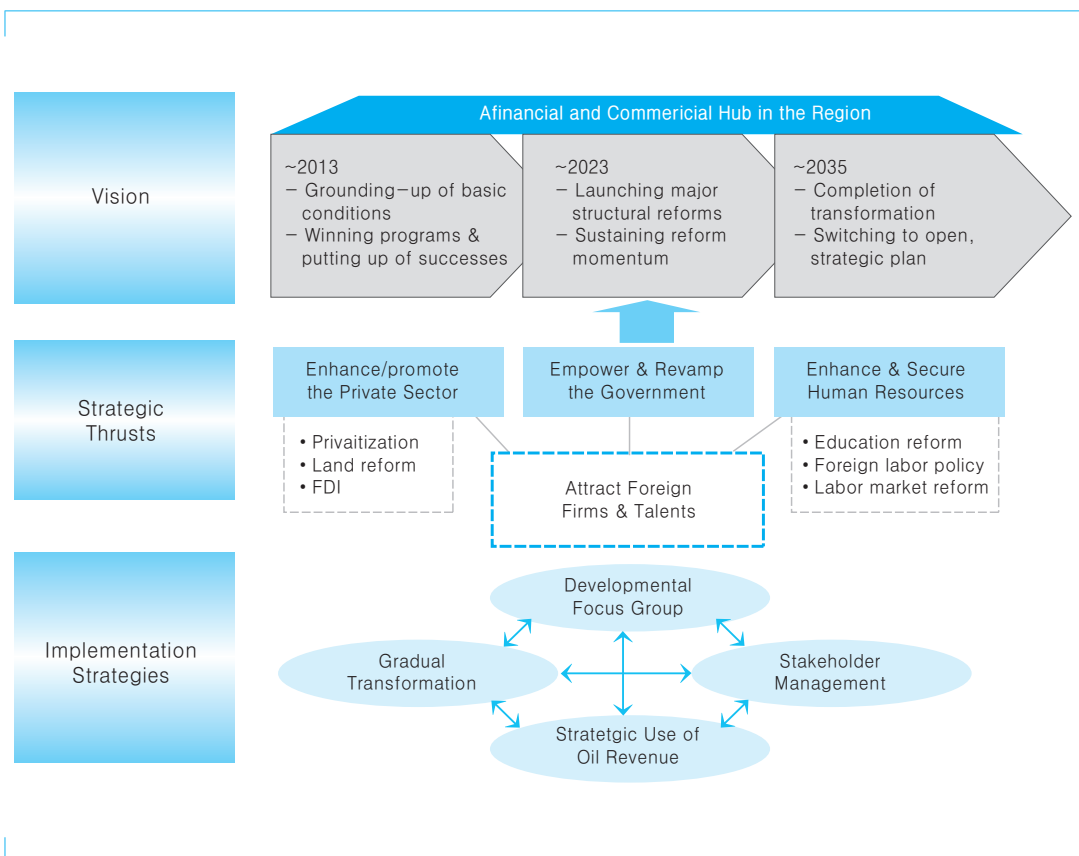 Vision
Afinancial and Commericial Hub in the Region
~2013
– Grounding–up of basic
conditions
– Winning programs &
putting up of successes
~2023
– Launching major
structural reforms
– Sustaining reform
momentum
~2035
– Completion of
transformation
– Switching to open,
strategic plan
Strategic
Thrusts
Enhance/promote
the Private Sector
• Privaitization
• Land reform
• FDI
Empower & Revamp
the Government
Attract Foreign
Firms & Talents
Enhance & Secure
Human Resources
• Education reform
• Foreign labor policy
• Labor market reform
Implementation
Strategies
Developmental
Focus Group
Gradual
Transformation
Stakeholder
Management
Stratetgic Use of
Oil Revenue